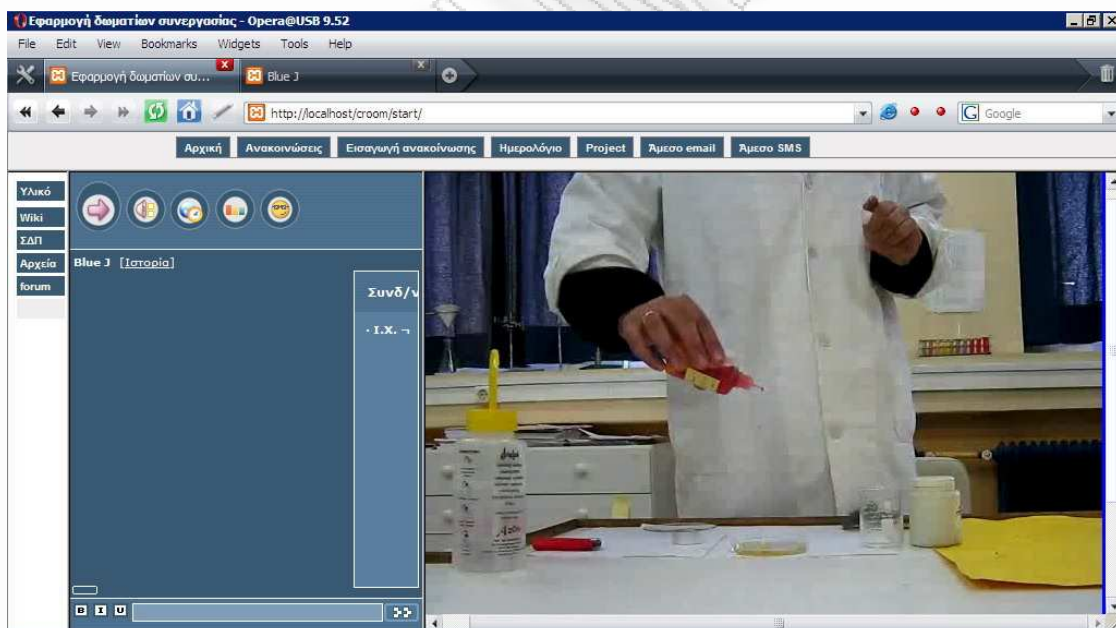 Εφαρμογή δωματίων συνεργασίας - Opera@USB 9.52
File Edit View Bookmarks Widgets Tools Help
Εφαρμογή δωματίων συ... Blue J
http://localhost/croom/start/ Google
Αρχική Ανακοινώσεις Εισαγωγή ανακοίνωσης Ημερολόγιο Project Άμεσο email Άμεσο SMS
Υλικό
Wiki
ΣΔΠ
Αρχεία
forum
Blue J [Ιστορία]
Συνδ/ν
· Ι.Χ. ¬
B I U >>